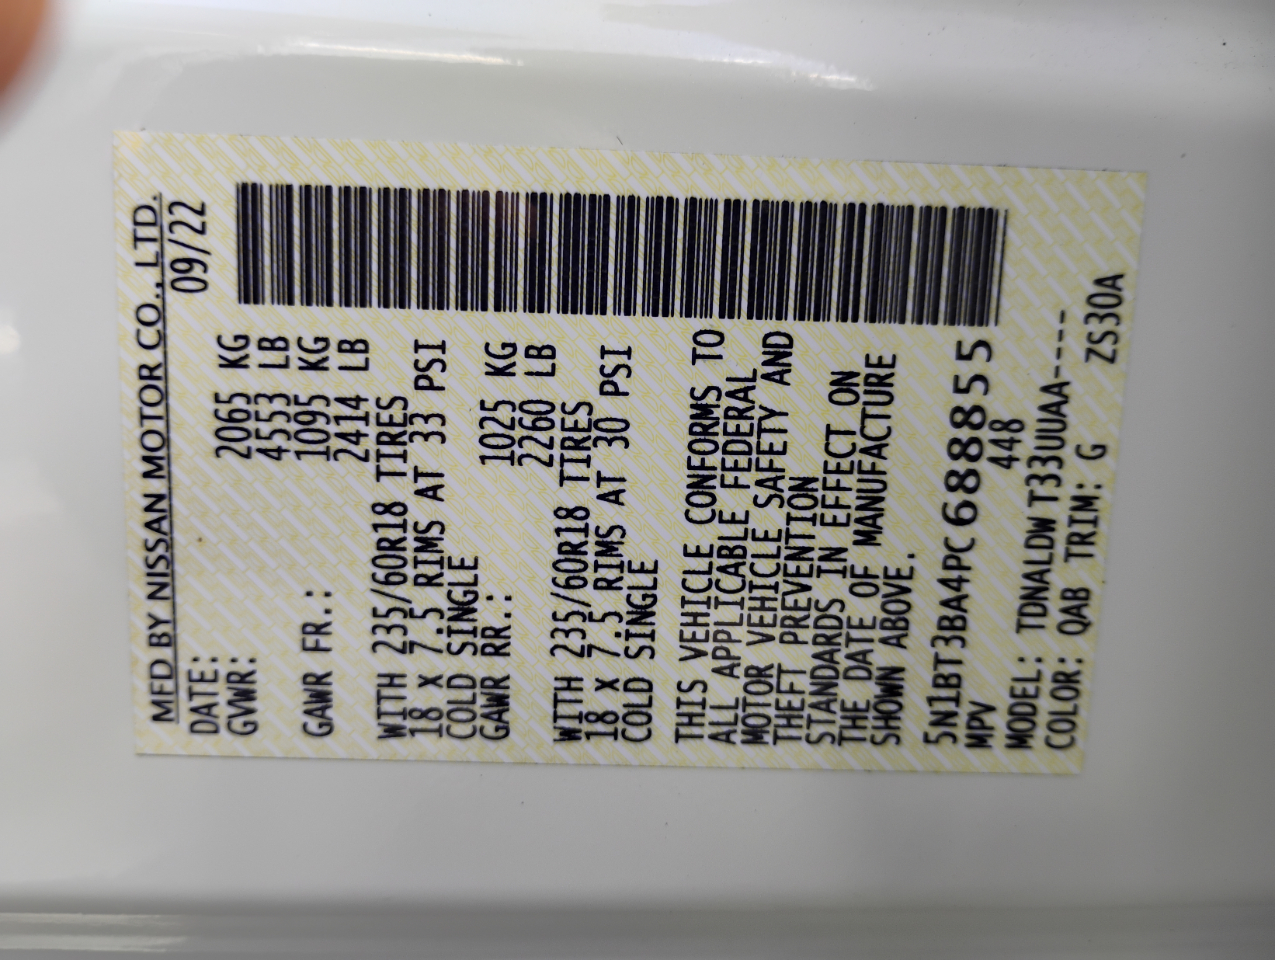 MFD BY NISSAN MOTOR CO., LTD.
DATE: 09/22
GVWR: 2065 KG
4553 LB
GAWR FR.: 1095 KG
2414 LB
WITH 235/60R18 TIRES
18 X 7.5 RIMS AT 33 PSI
COLD SINGLE
GAWR RR.: 1025 KG
2260 LB
WITH 235/60R18 TIRES
18 X 7.5 RIMS AT 30 PSI
COLD SINGLE
THIS VEHICLE CONFORMS TO
ALL APPLICABLE FEDERAL
MOTOR VEHICLE SAFETY AND
THEFT PREVENTION
STANDARDS IN EFFECT ON
THE DATE OF MANUFACTURE
SHOWN ABOVE.
5N1BT3BA4PC688855
MPV 448
MODEL: TDNALDWT33UUAA----
COLOR: QAB TRIM: G ZS30A